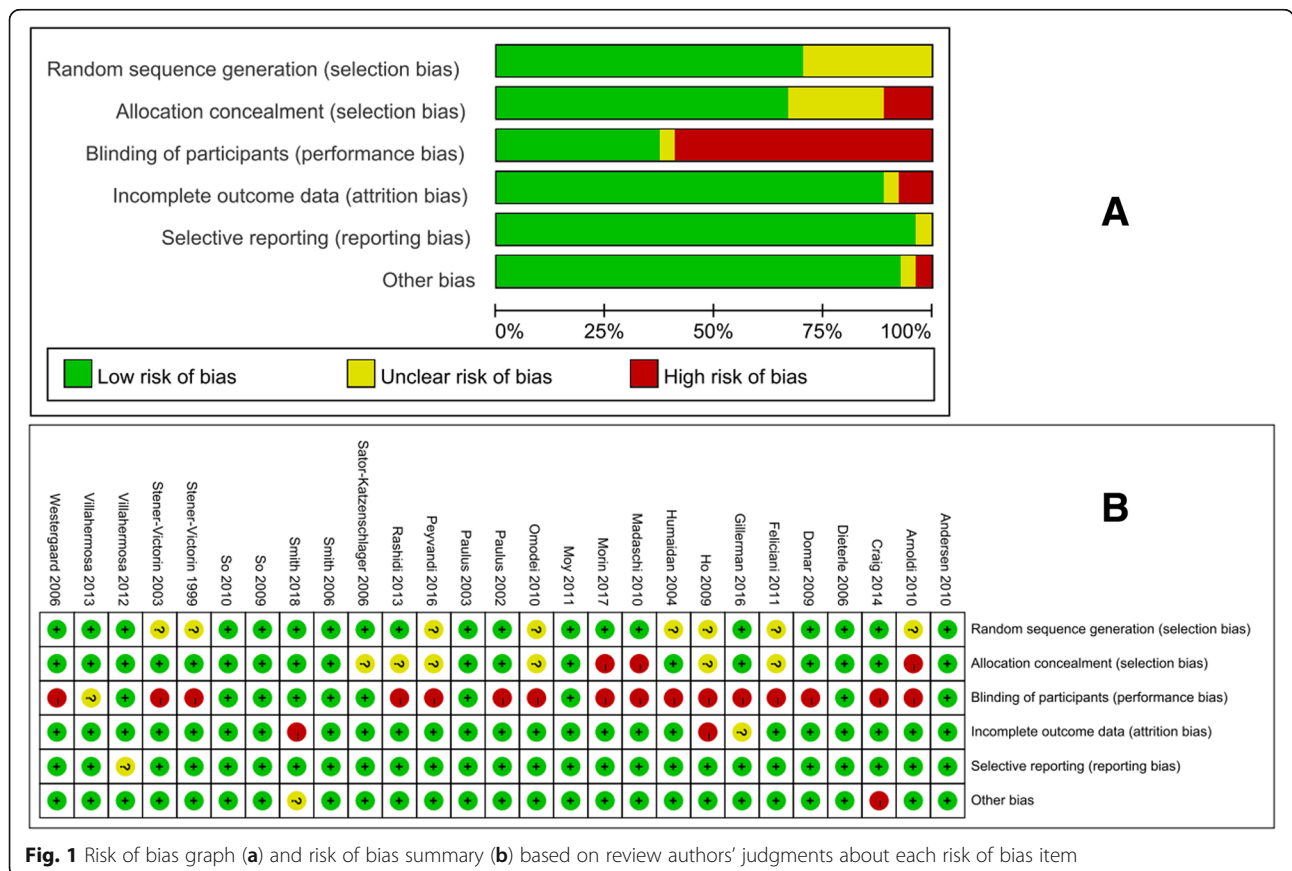 Random sequence generation (selection bias)
Allocation concealment (selection bias)
Blinding of participants (performance bias)
Incomplete outcome data (attrition bias)
Selective reporting (reporting bias)
Other bias
0% 25% 50% 75% 100%
Low risk of bias Unclear risk of bias High risk of bias
A
B
Westergaard 2006
Villahermosa 2013
Villahermosa 2012
Stener-Victorin 2003
Stener-Victorin 1999
So 2010
So 2009
Smith 2018
Smith 2006
Sator-Katzenschlager 2006
Rashidi 2013
Peyvandi 2016
Paulus 2003
Paulus 2002
Omodei 2010
Moy 2011
Morin 2017
Madaschi 2010
Humaidan 2004
Ho 2009
Gillerman 2016
Feliciani 2011
Domar 2009
Dieterle 2006
Craig 2014
Arnoldi 2010
Andersen 2010
+ + + ? ? + + + + + + ? + + ? + + + ? ? + ? + + + ? + Random sequence generation (selection bias)
+ + + + + + + + + ? ? ? + + ? + − − + ? + ? + + + − + Allocation concealment (selection bias)
− ? + − − + + + + + − − + − − + − − − − − − − + − − + Blinding of participants (performance bias)
+ + + + + + + − + + + + + + + + + + + − ? + + + + + + Incomplete outcome data (attrition bias)
+ + ? + + + + + + + + + + + + + + + + + + + + + + + + Selective reporting (reporting bias)
+ + + + + + + ? + + + + + + + + + + + + + + + + − + + Other bias
Fig. 1 Risk of bias graph (a) and risk of bias summary (b) based on review authors’ judgments about each risk of bias item